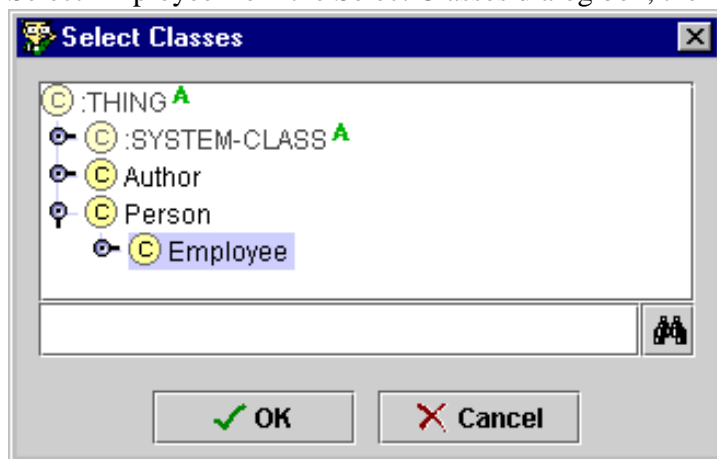 Select Classes
C :THING A
C :SYSTEM-CLASS A
C Author
C Person
C Employee
OK Cancel